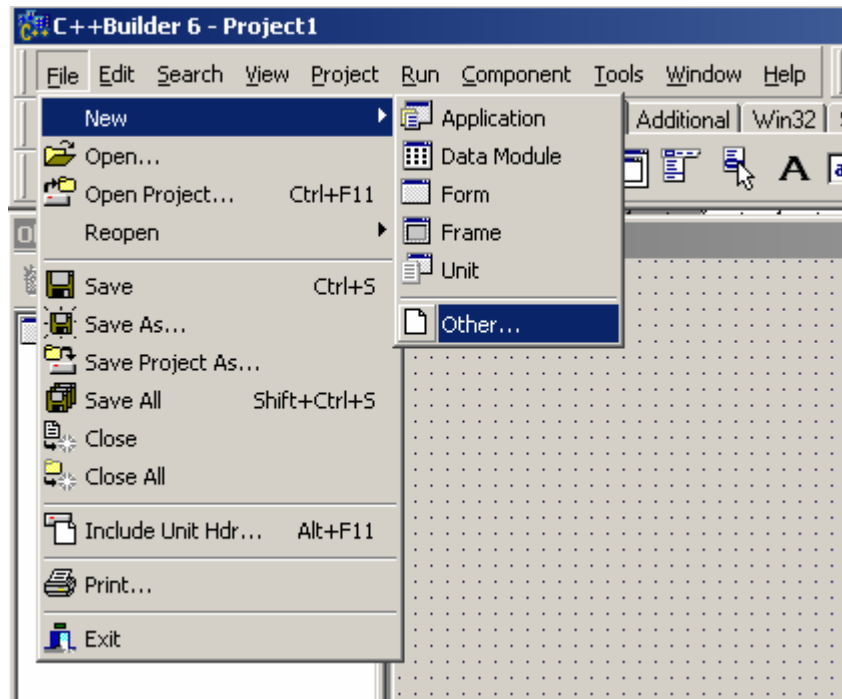 C++Builder 6 - Project1
File Edit Search View Project Run Component Tools Window Help
Additional Win32
New
Open...
Open Project... Ctrl+F11
Reopen
Save Ctrl+S
Save As...
Save Project As...
Save All Shift+Ctrl+S
Close
Close All
Include Unit Hdr... Alt+F11
Print...
Exit
Application
Data Module
Form
Frame
Unit
Other...
A